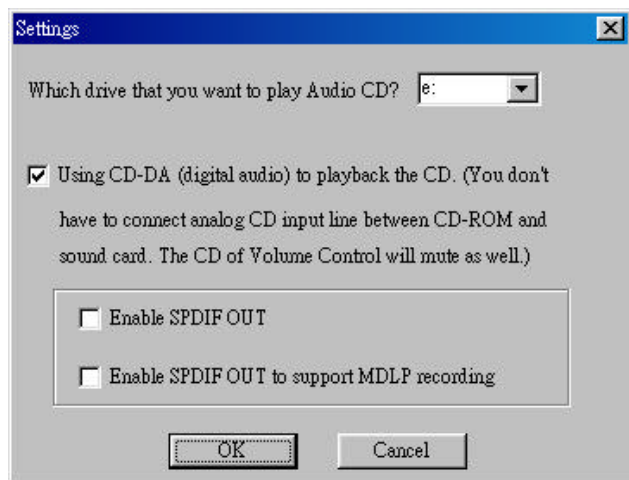 Settings
Which drive that you want to play Audio CD? e:
Using CD-DA (digital audio) to playback the CD. (You don't
have to connect analog CD input line between CD-ROM and
sound card. The CD of Volume Control will mute as well.)
Enable SPDIF OUT
Enable SPDIF OUT to support MDLP recording
OK Cancel